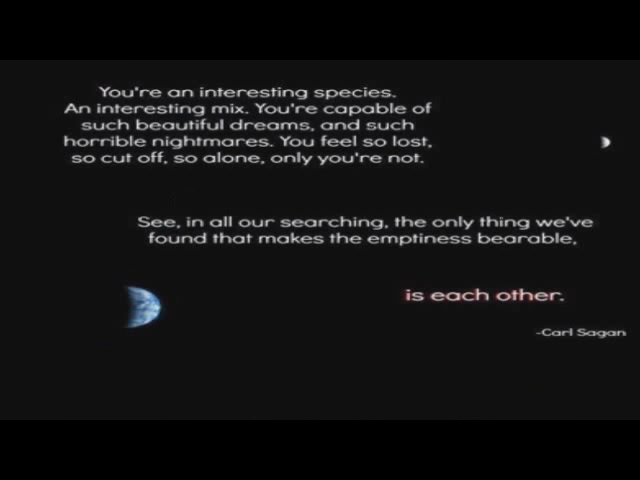 You're an interesting species.
An interesting mix. You're capable of
such beautiful dreams, and such
horrible nightmares. You feel so lost,
so cut off, so alone, only you're not.
See, in all our searching, the only thing we've
found that makes the emptiness bearable,
is each other.
-Carl Sagan